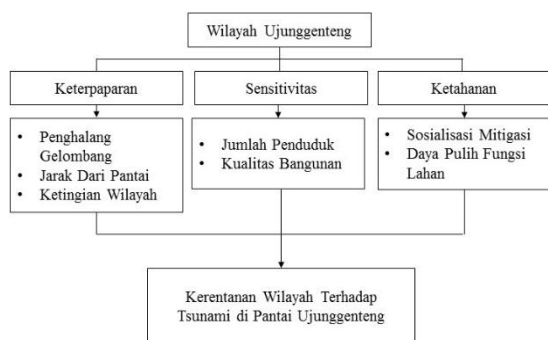 Wilayah Ujunggenteng
Keterpaparan
Sensitivitas
Ketahanan
• Penghalang
Gelombang
• Jarak Dari Pantai
• Ketingian Wilayah
• Jumlah Penduduk
• Kualitas Bangunan
• Sosialisasi Mitigasi
• Daya Pulih Fungsi
Lahan
Kerentanan Wilayah Terhadap
Tsunami di Pantai Ujunggenteng